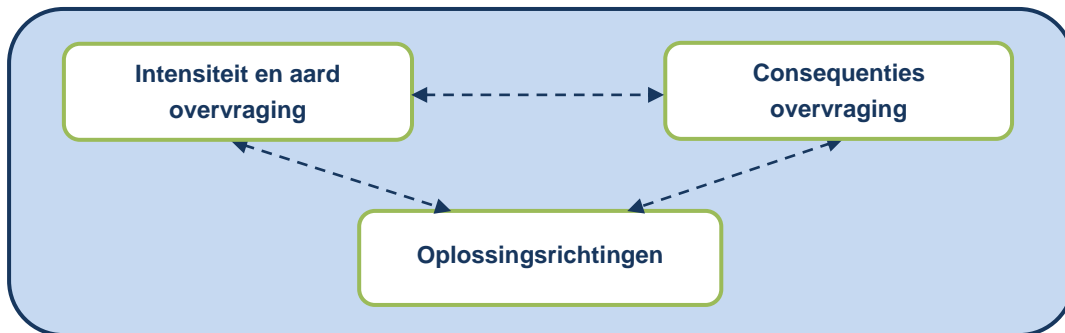 Intensiteit en aard
overvraging
Consequenties
overvraging
Oplossingsrichtingen